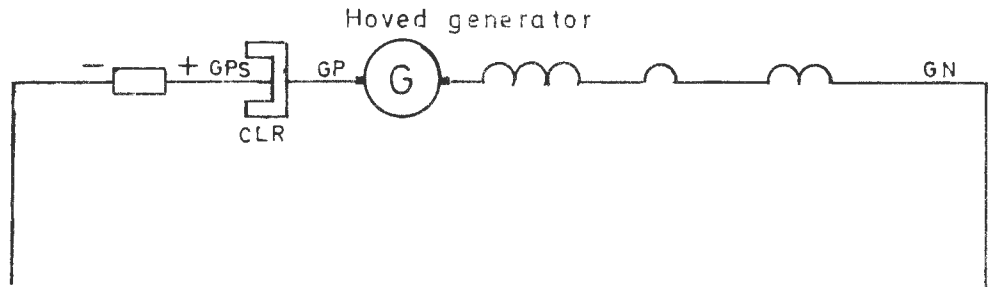 Hoved generator
− + GPS GP G GN
CLR